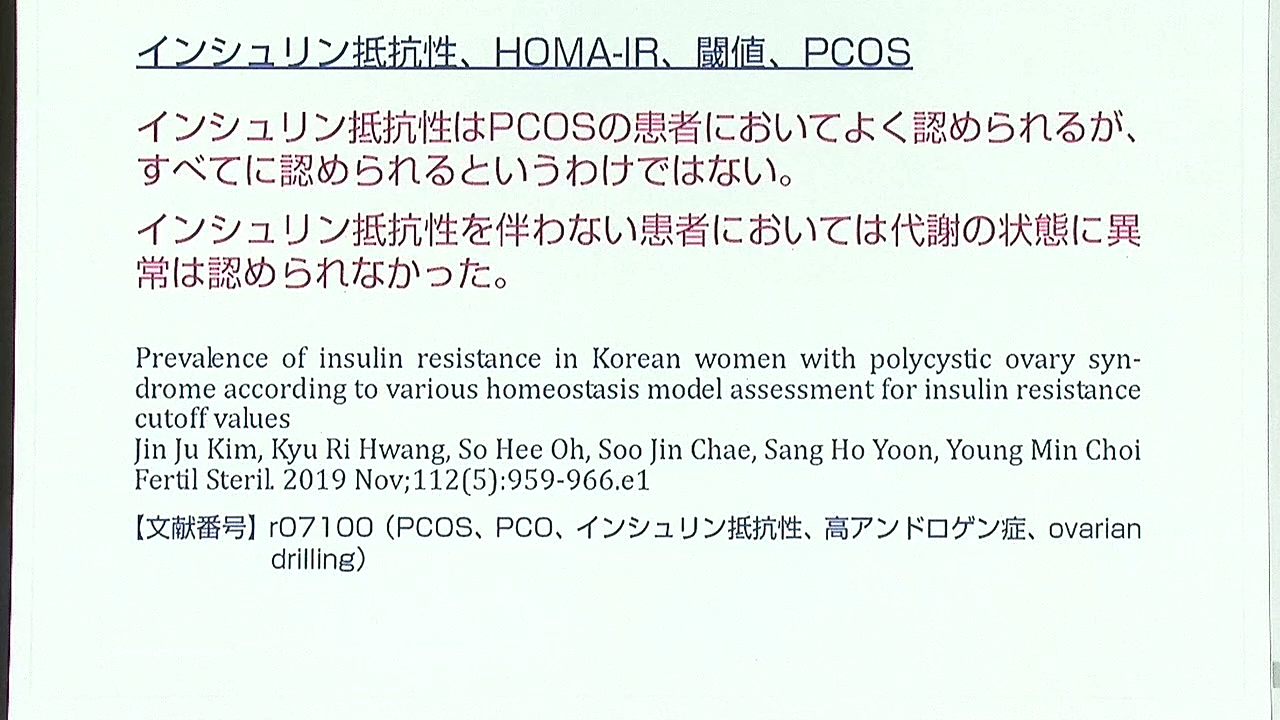 インシュリン抵抗性、HOMA-IR、閾値、PCOS
インシュリン抵抗性はPCOSの患者においてよく認められるが、
すべてに認められるというわけではない。
インシュリン抵抗性を伴わない患者においては代謝の状態に異
常は認められなかった。
Prevalence of insulin resistance in Korean women with polycystic ovary syn-
drome according to various homeostasis model assessment for insulin resistance
cutoff values
Jin Ju Kim, Kyu Ri Hwang, So Hee Oh, Soo Jin Chae, Sang Ho Yoon, Young Min Choi
Fertil Steril. 2019 Nov;112(5):959-966.e1
【文献番号】r07100（PCOS、PCO、インシュリン抵抗性、高アンドロゲン症、ovarian
drilling）